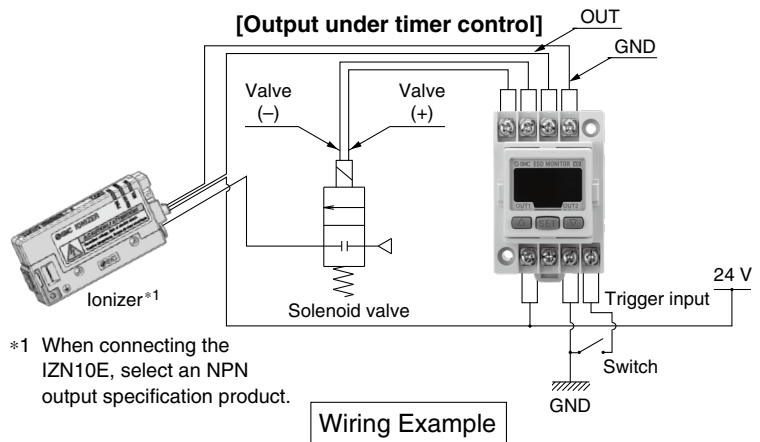 [Output under timer control]
OUT
GND
Valve
(–)
Valve
(+)
SMC ESD MONITOR
OUT1
OUT2
SET
IONIZER
Ionizer*1
Solenoid valve
Trigger input
24 V
Switch
GND
*1 When connecting the
IZN10E, select an NPN
output specification product.
Wiring Example